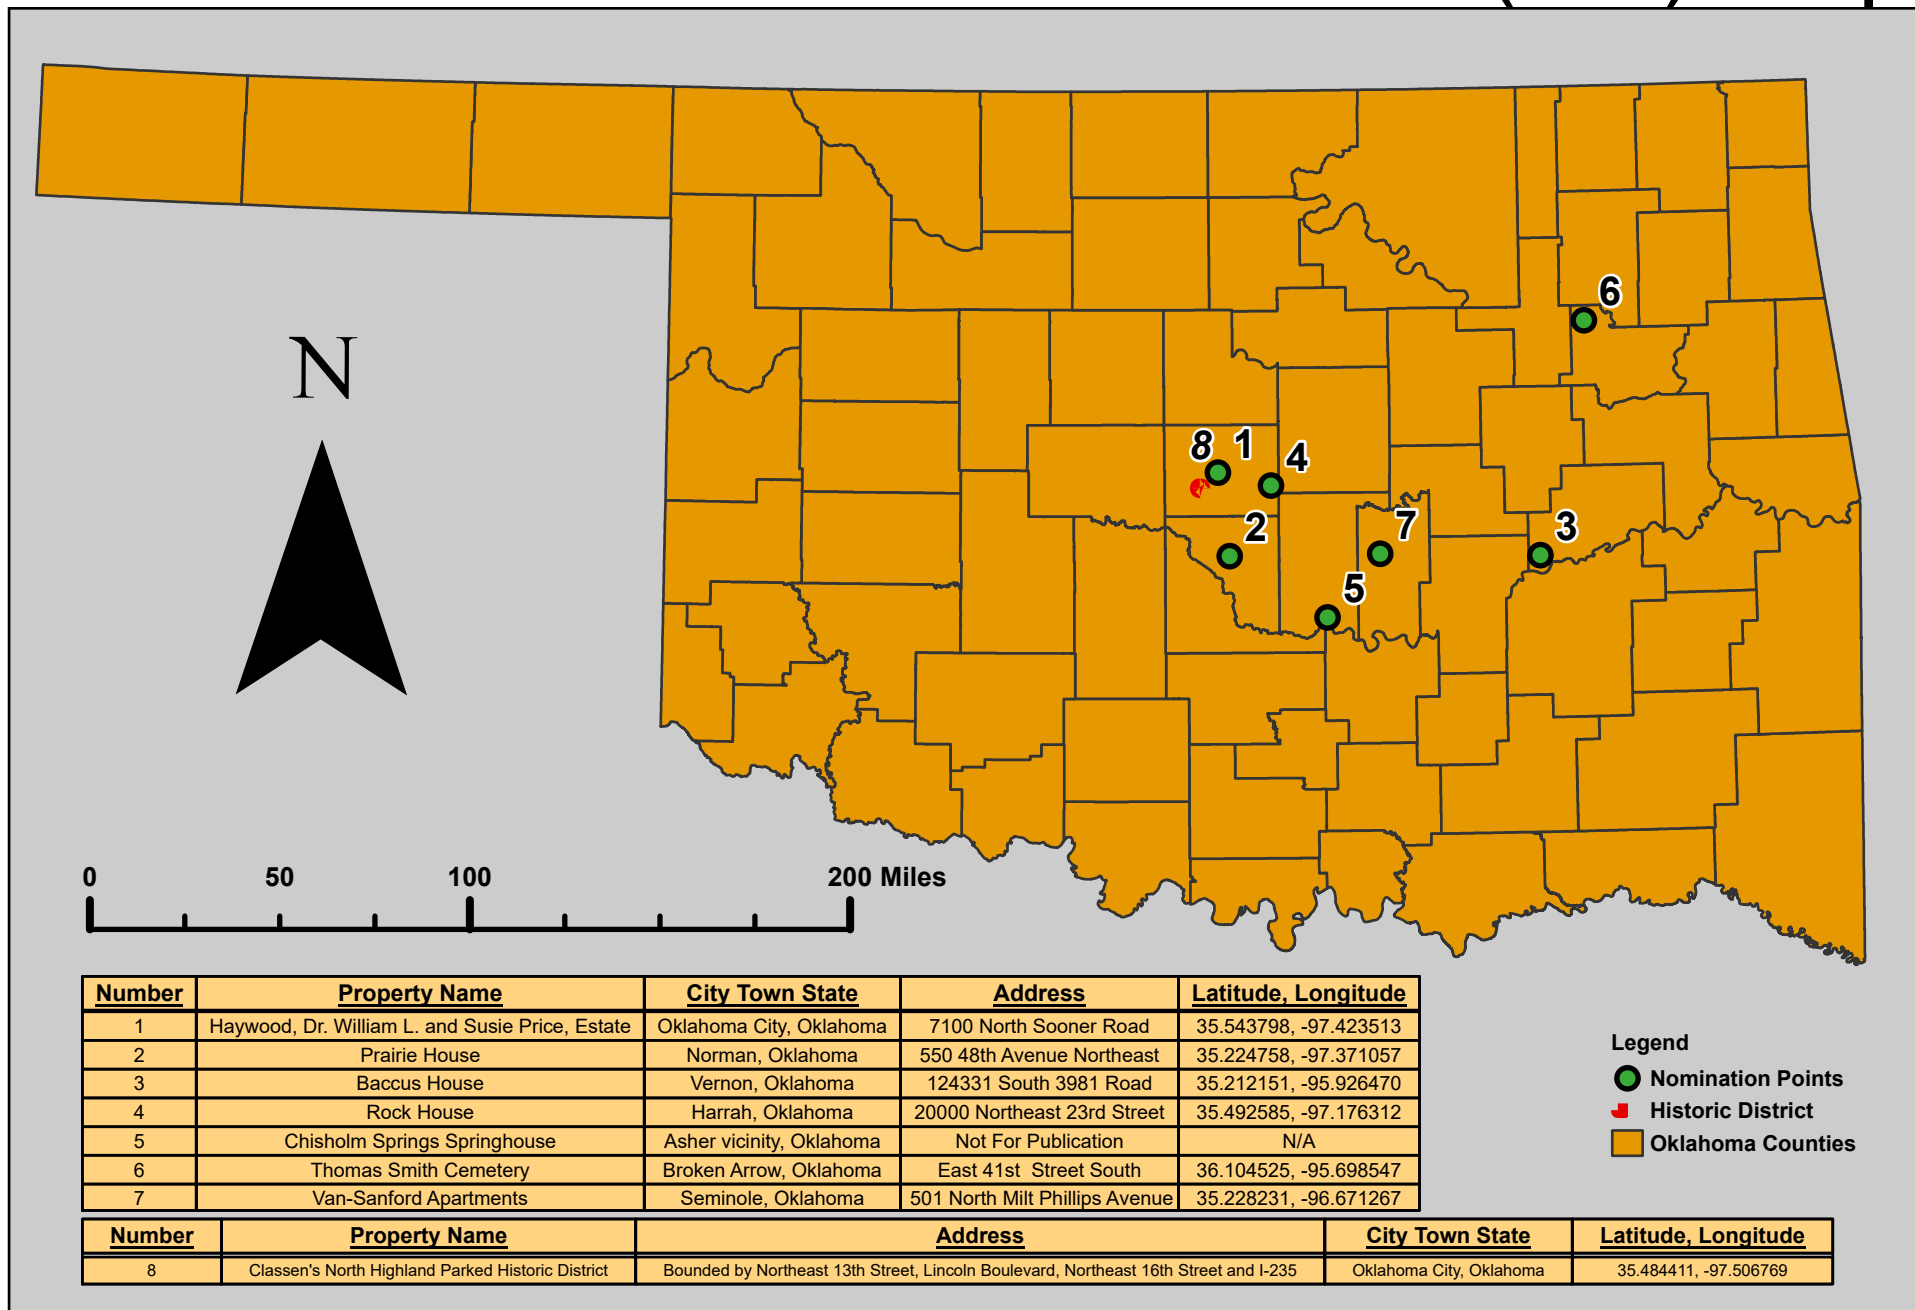 N
6
8 1 4
2 7 3
5
0 50 100 200 Miles
Number Property Name City Town State Address Latitude, Longitude
1 Haywood, Dr. William L. and Susie Price, Estate Oklahoma City, Oklahoma 7100 North Sooner Road 35.543798, -97.423513
2 Prairie House Norman, Oklahoma 550 48th Avenue Northeast 35.224758, -97.371057
3 Baccus House Vernon, Oklahoma 124331 South 3981 Road 35.212151, -95.926470
4 Rock House Harrah, Oklahoma 20000 Northeast 23rd Street 35.492585, -97.176312
5 Chisholm Springs Springhouse Asher vicinity, Oklahoma Not For Publication N/A
6 Thomas Smith Cemetery Broken Arrow, Oklahoma East 41st Street South 36.104525, -95.698547
7 Van-Sanford Apartments Seminole, Oklahoma 501 North Milt Phillips Avenue 35.228231, -96.671267
Legend
Nomination Points
Historic District
Oklahoma Counties
Number Property Name Address City Town State Latitude, Longitude
8 Classen's North Highland Parked Historic District Bounded by Northeast 13th Street, Lincoln Boulevard, Northeast 16th Street and I-235 Oklahoma City, Oklahoma 35.484411, -97.506769